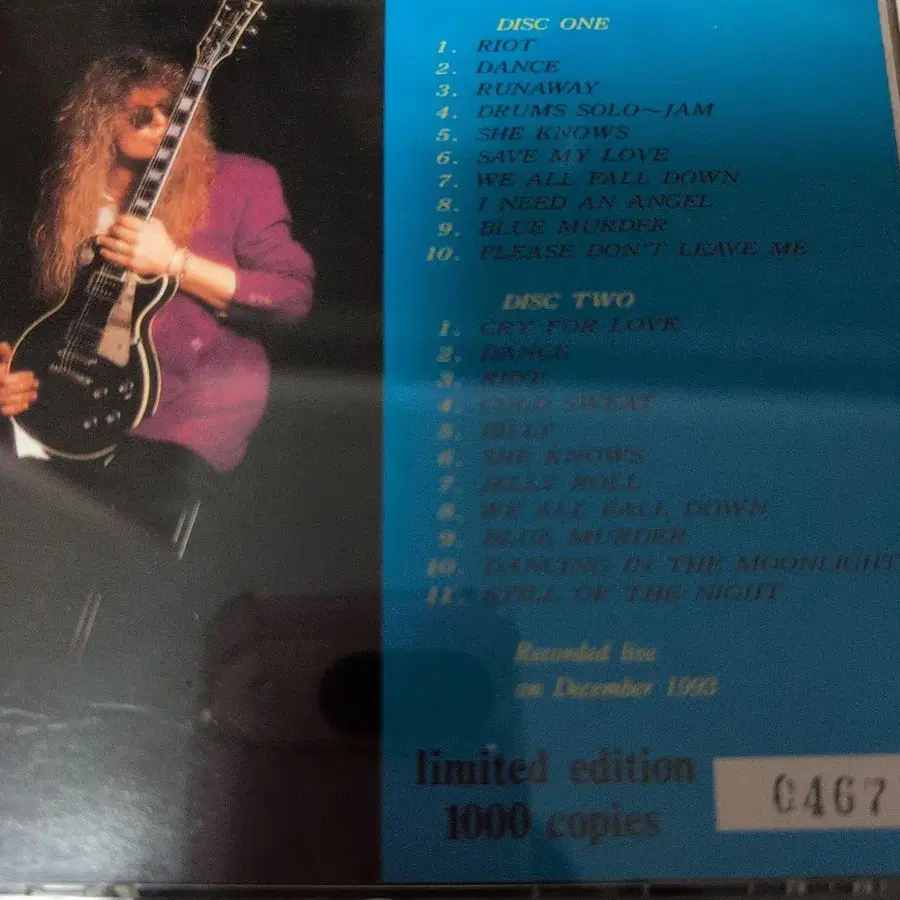 DISC ONE
1. RIOT
2. DANCE
3. RUNAWAY
4. DRUMS SOLO~JAM
5. SHE KNOWS
6. SAVE MY LOVE
7. WE ALL FALL DOWN
8. I NEED AN ANGEL
9. BLUE MURDER
10. PLEASE DON'T LEAVE ME
DISC TWO
1. CRY FOR LOVE
2. DANCE
3. RIOT
4. COLD SWEAT
5. BILLY
6. SHE KNOWS
7. JELLY ROLL
8. WE ALL FALL DOWN
9. BLUE MURDER
10. DANCING IN THE MOONLIGHT
11. STILL OF THE NIGHT
Recorded live
on December 1993
limited edition
1000 copies
0467